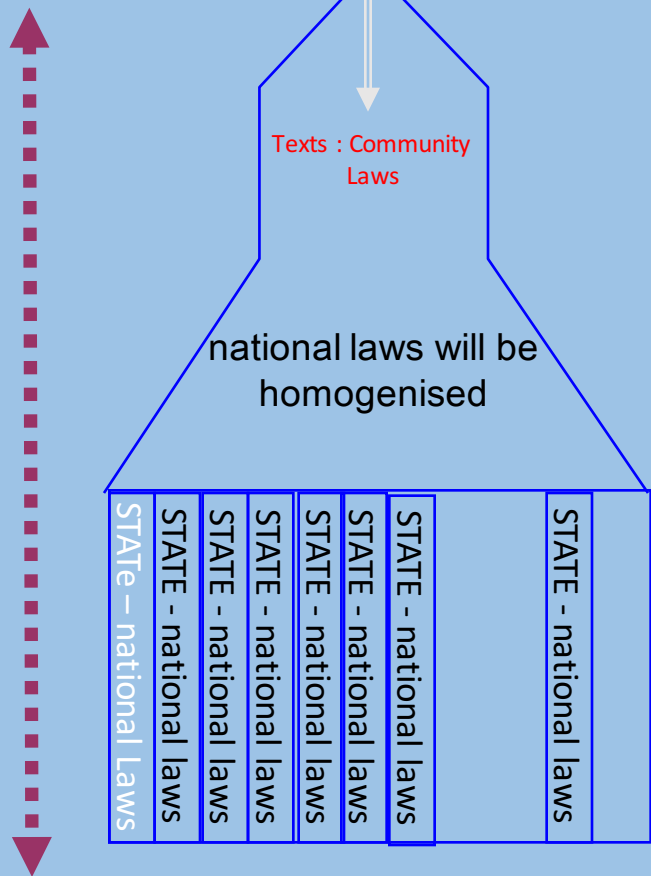 Texts : Community
Laws
national laws will be
homogenised
STATe – national Laws
STATE - national laws
STATE - national laws
STATE - national laws
STATE - national laws
STATE - national laws
STATE - national laws
STATE - national laws